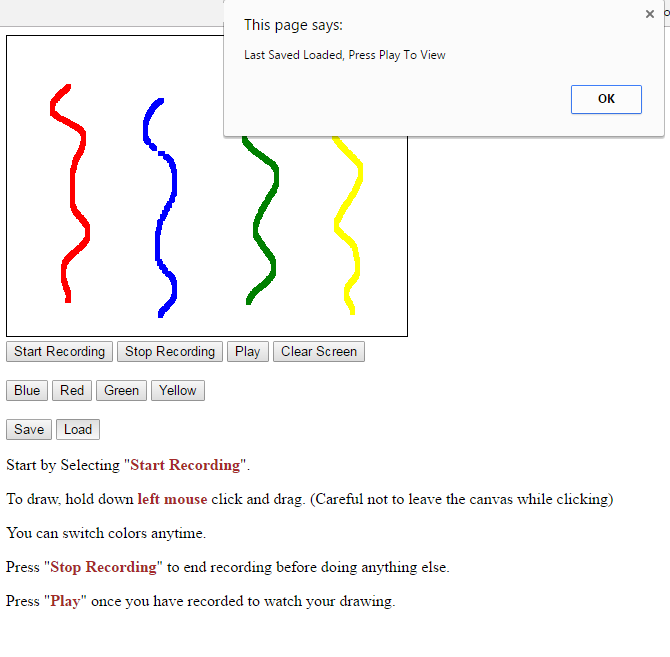 This page says:
Last Saved Loaded, Press Play To View
OK
Start Recording Stop Recording Play Clear Screen
Blue Red Green Yellow
Save Load
Start by Selecting "Start Recording".
To draw, hold down left mouse click and drag. (Careful not to leave the canvas while clicking)
You can switch colors anytime.
Press "Stop Recording" to end recording before doing anything else.
Press "Play" once you have recorded to watch your drawing.